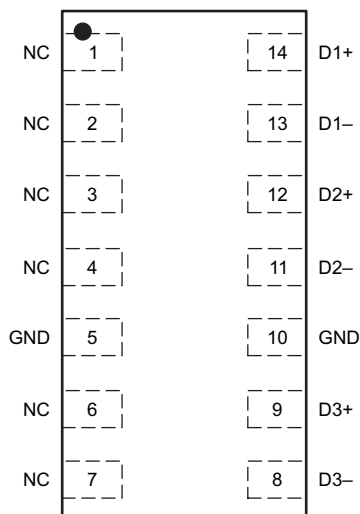 NC 1 14 D1+
NC 2 13 D1–
NC 3 12 D2+
NC 4 11 D2–
GND 5 10 GND
NC 6 9 D3+
NC 7 8 D3–